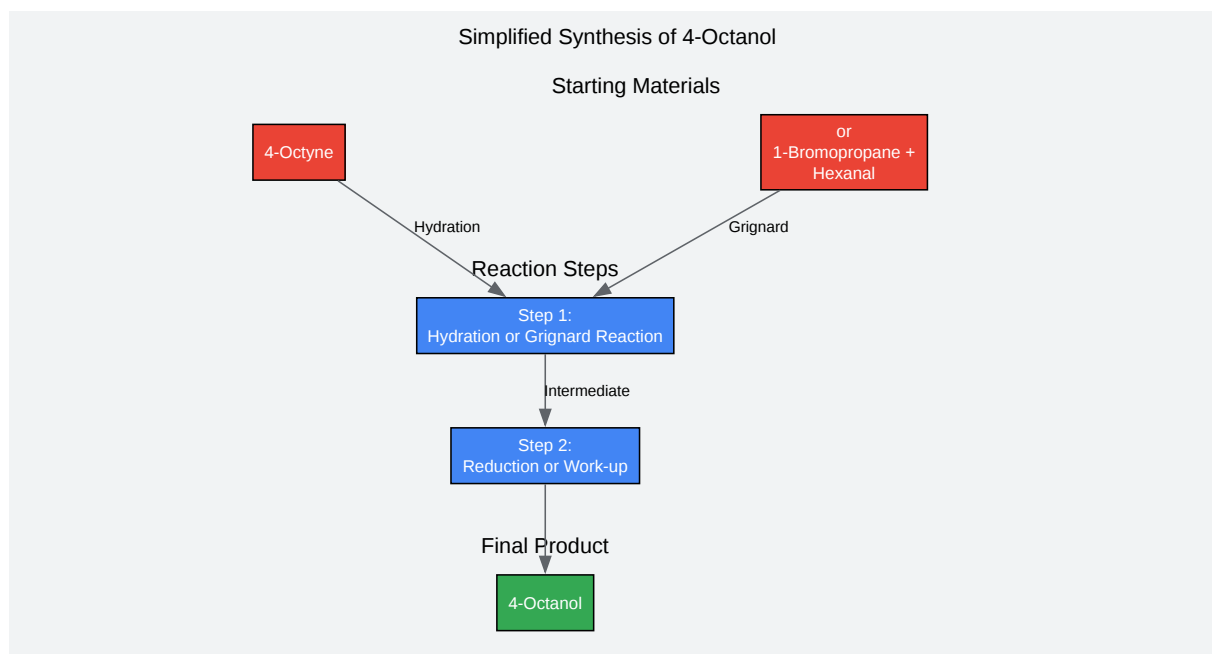 Simplified Synthesis of 4-Octanol
Starting Materials
4-Octyne
or
1-Bromopropane +
Hexanal
Hydration
Grignard
Reaction Steps
Step 1:
Hydration or Grignard Reaction
Intermediate
Step 2:
Reduction or Work-up
Final Product
4-Octanol